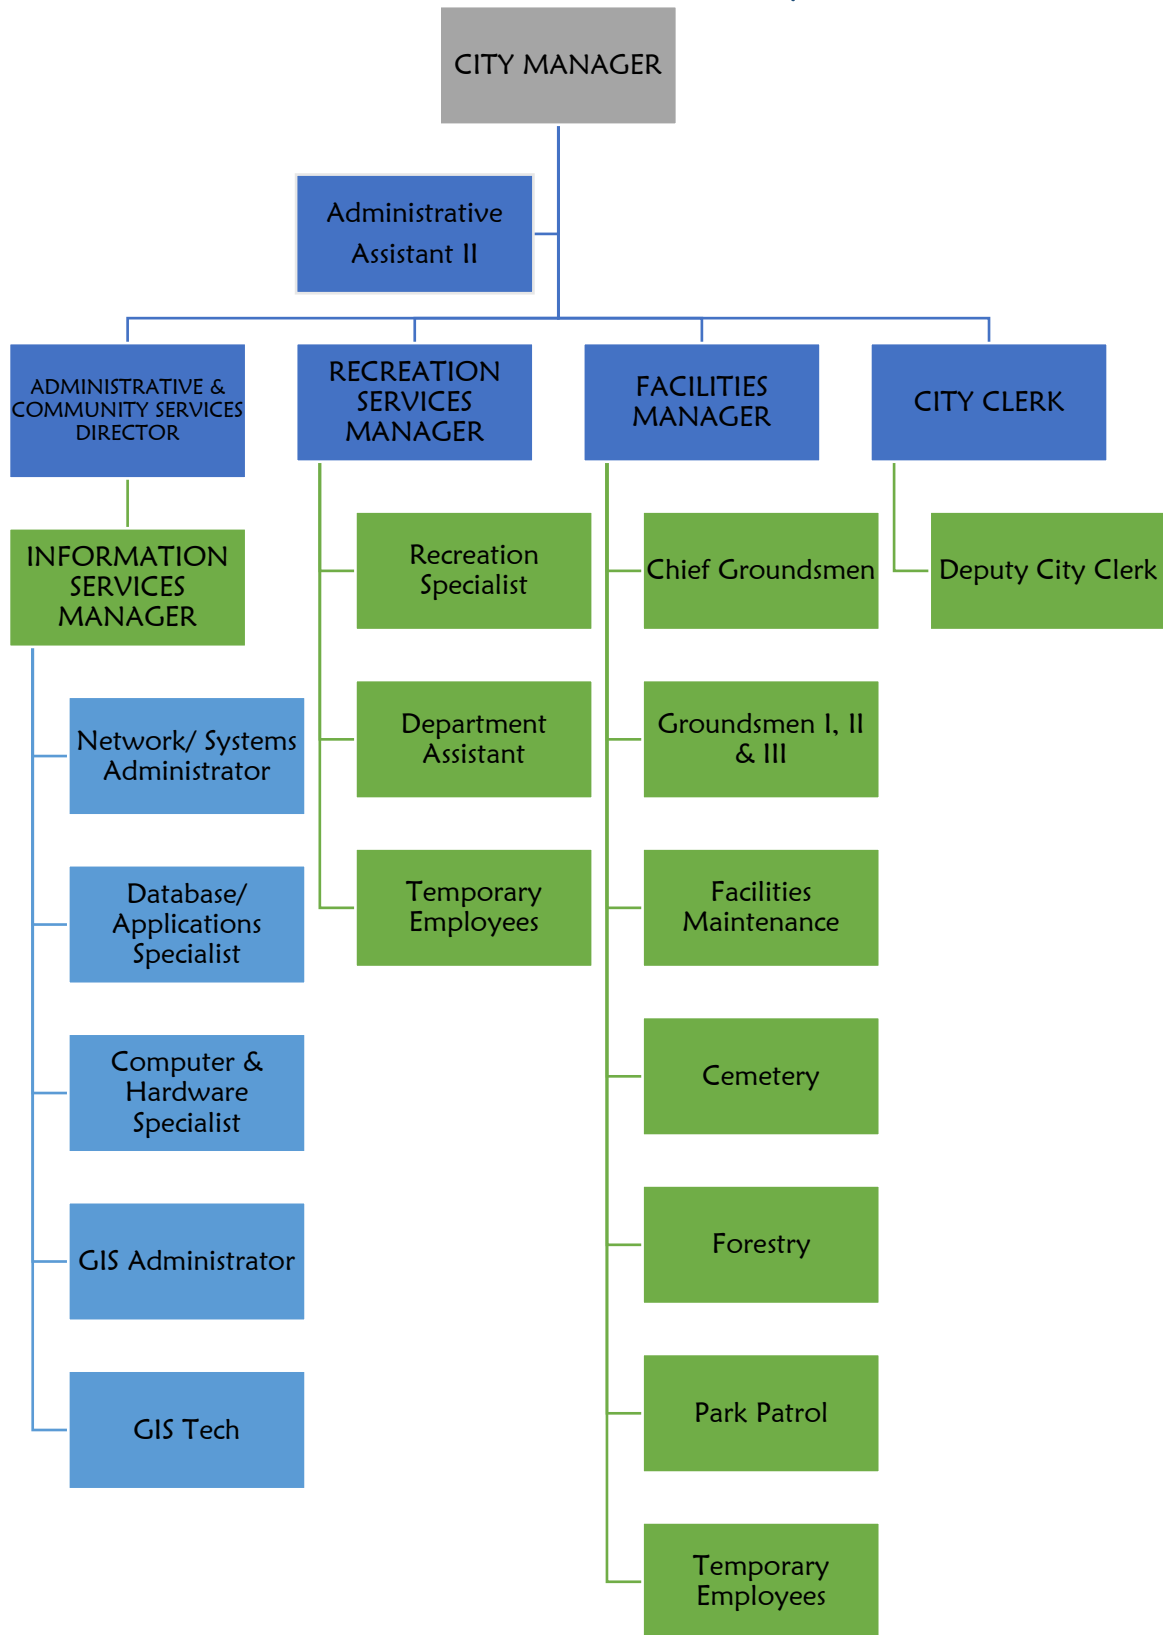 CITY MANAGER
Administrative
Assistant II
ADMINISTRATIVE &
COMMUNITY SERVICES
DIRECTOR
RECREATION
SERVICES
MANAGER
FACILITIES
MANAGER
CITY CLERK
INFORMATION
SERVICES
MANAGER
Network/ Systems
Administrator
Database/
Applications
Specialist
Computer &
Hardware
Specialist
GIS Administrator
GIS Tech
Recreation
Specialist
Department
Assistant
Temporary
Employees
Chief Groundsmen
Groundsmen I, II
& III
Facilities
Maintenance
Cemetery
Forestry
Park Patrol
Temporary
Employees
Deputy City Clerk